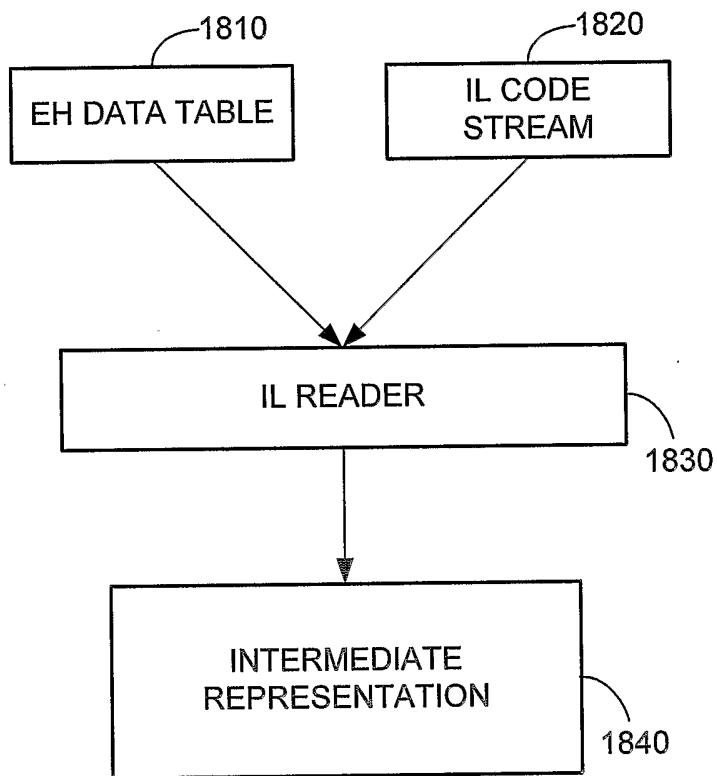 1810
1820
EH DATA TABLE
IL CODE
STREAM
IL READER
1830
INTERMEDIATE
REPRESENTATION
1840